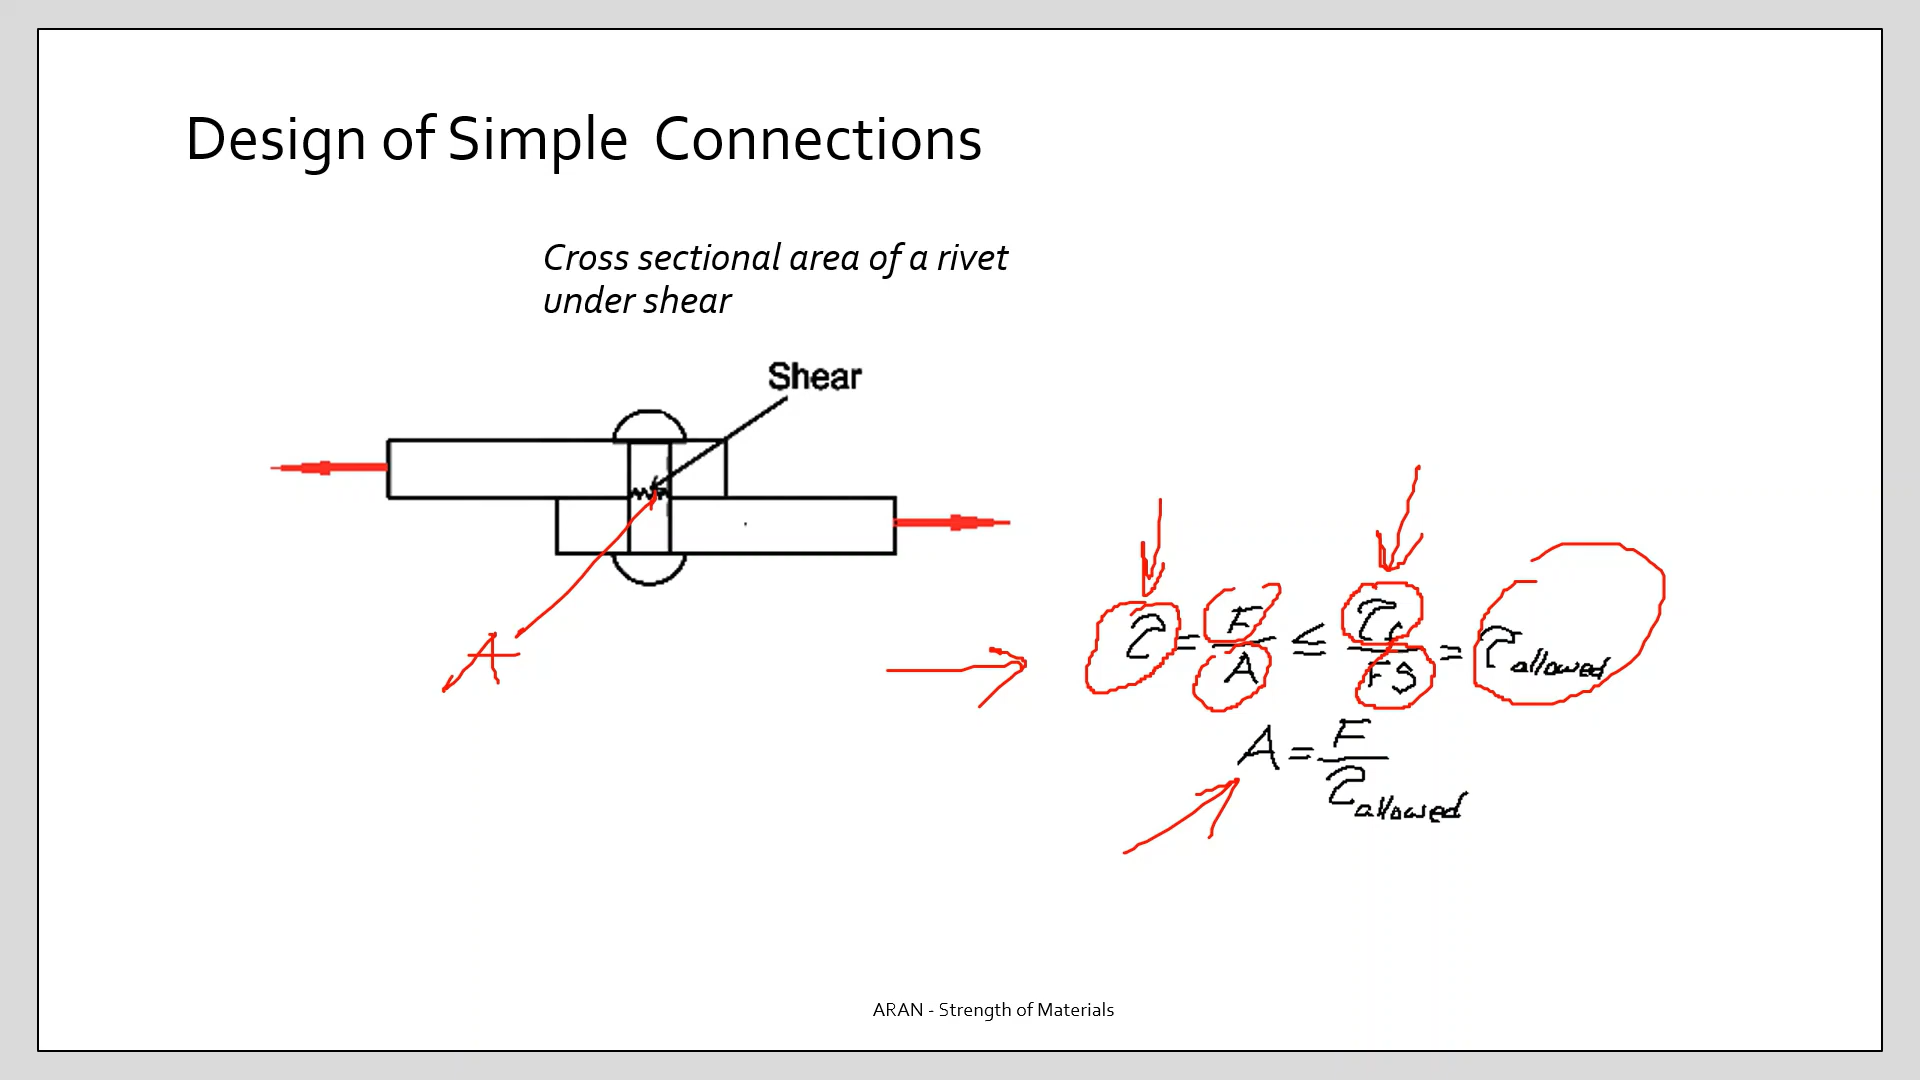 Design of Simple Connections
Cross sectional area of a rivet
under shear
Shear
A
τ = F/A ≤ τf/FS = τallowed
A = F/τallowed
ARAN - Strength of Materials